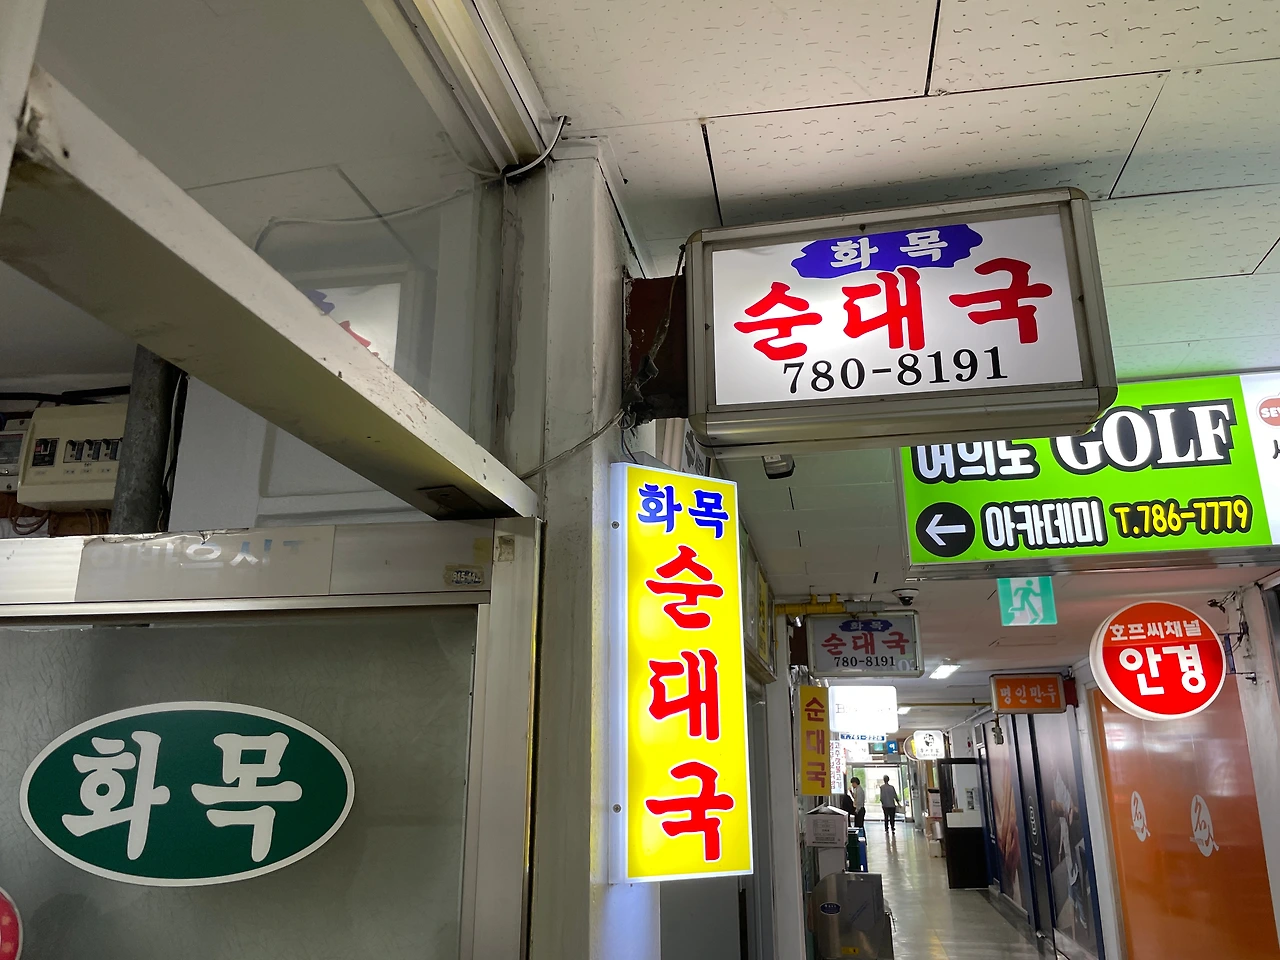 화목
순대국
780-8191
여의도 GOLF
아카데미 T.786-7779
화목
순대국
화목
순대국
780-8191
순대국
호프씨채널
안경
명인만두
화목